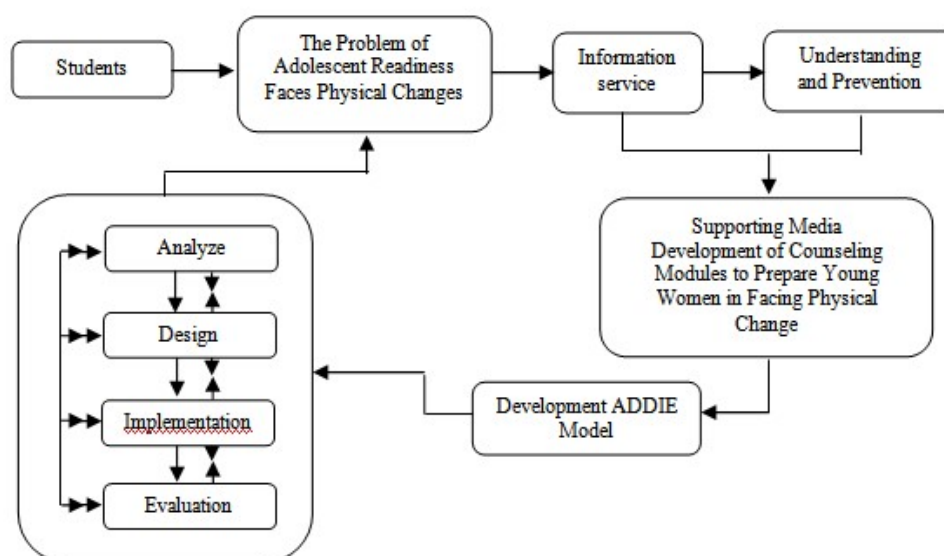 Students
The Problem of
Adolescent Readiness
Faces Physical Changes
Information
service
Understanding
and Prevention
Supporting Media
Development of Counseling
Modules to Prepare Young
Women in Facing Physical
Change
Development ADDIE
Model
Analyze
Design
Implementation
Evaluation